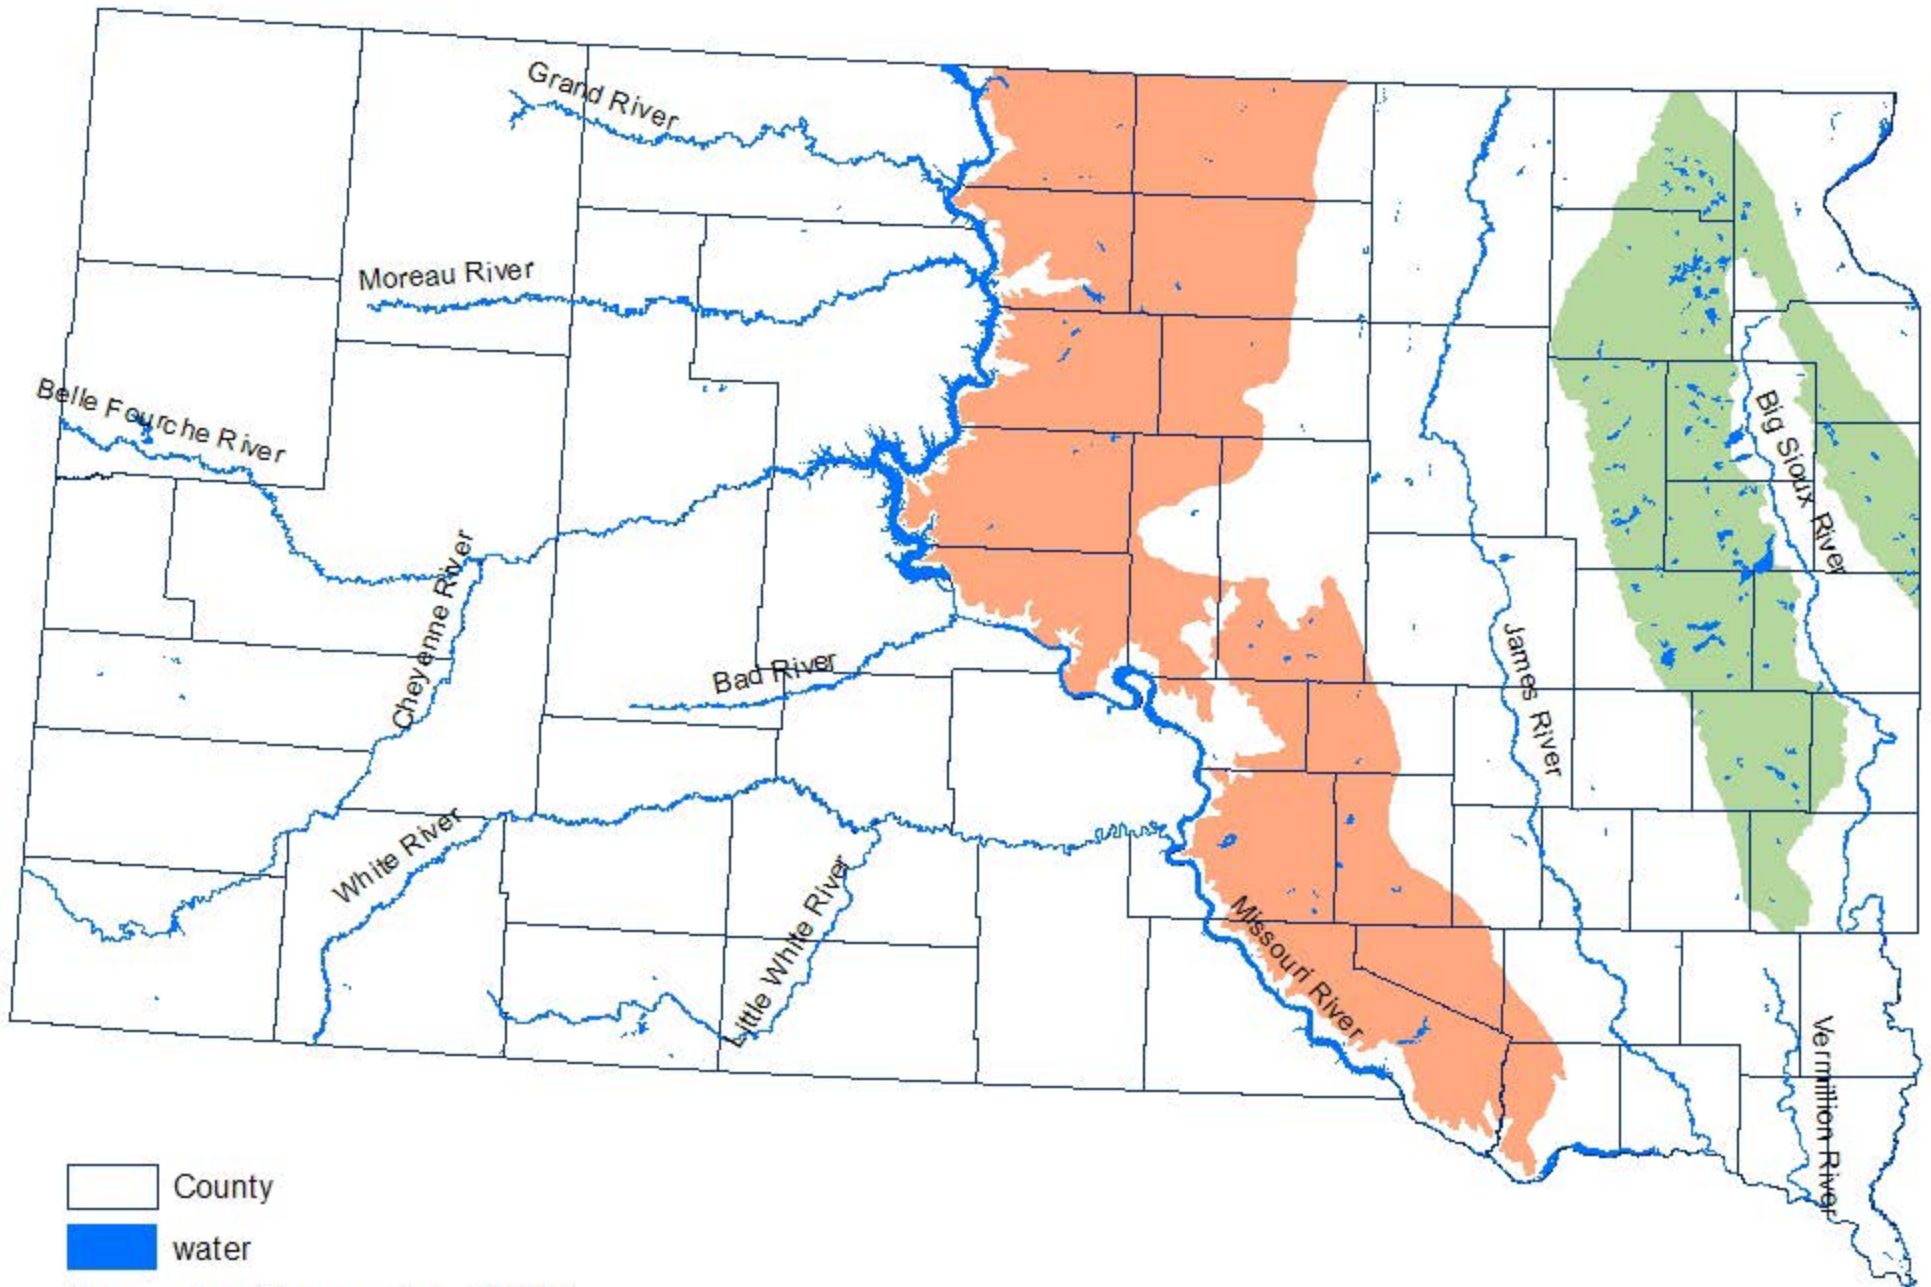 Grand River
Moreau River
Belle Fourche River
Big Sioux River
Cheyenne River
James River
Bad River
White River
Little White River
Missouri River
Vermillion River
County
water